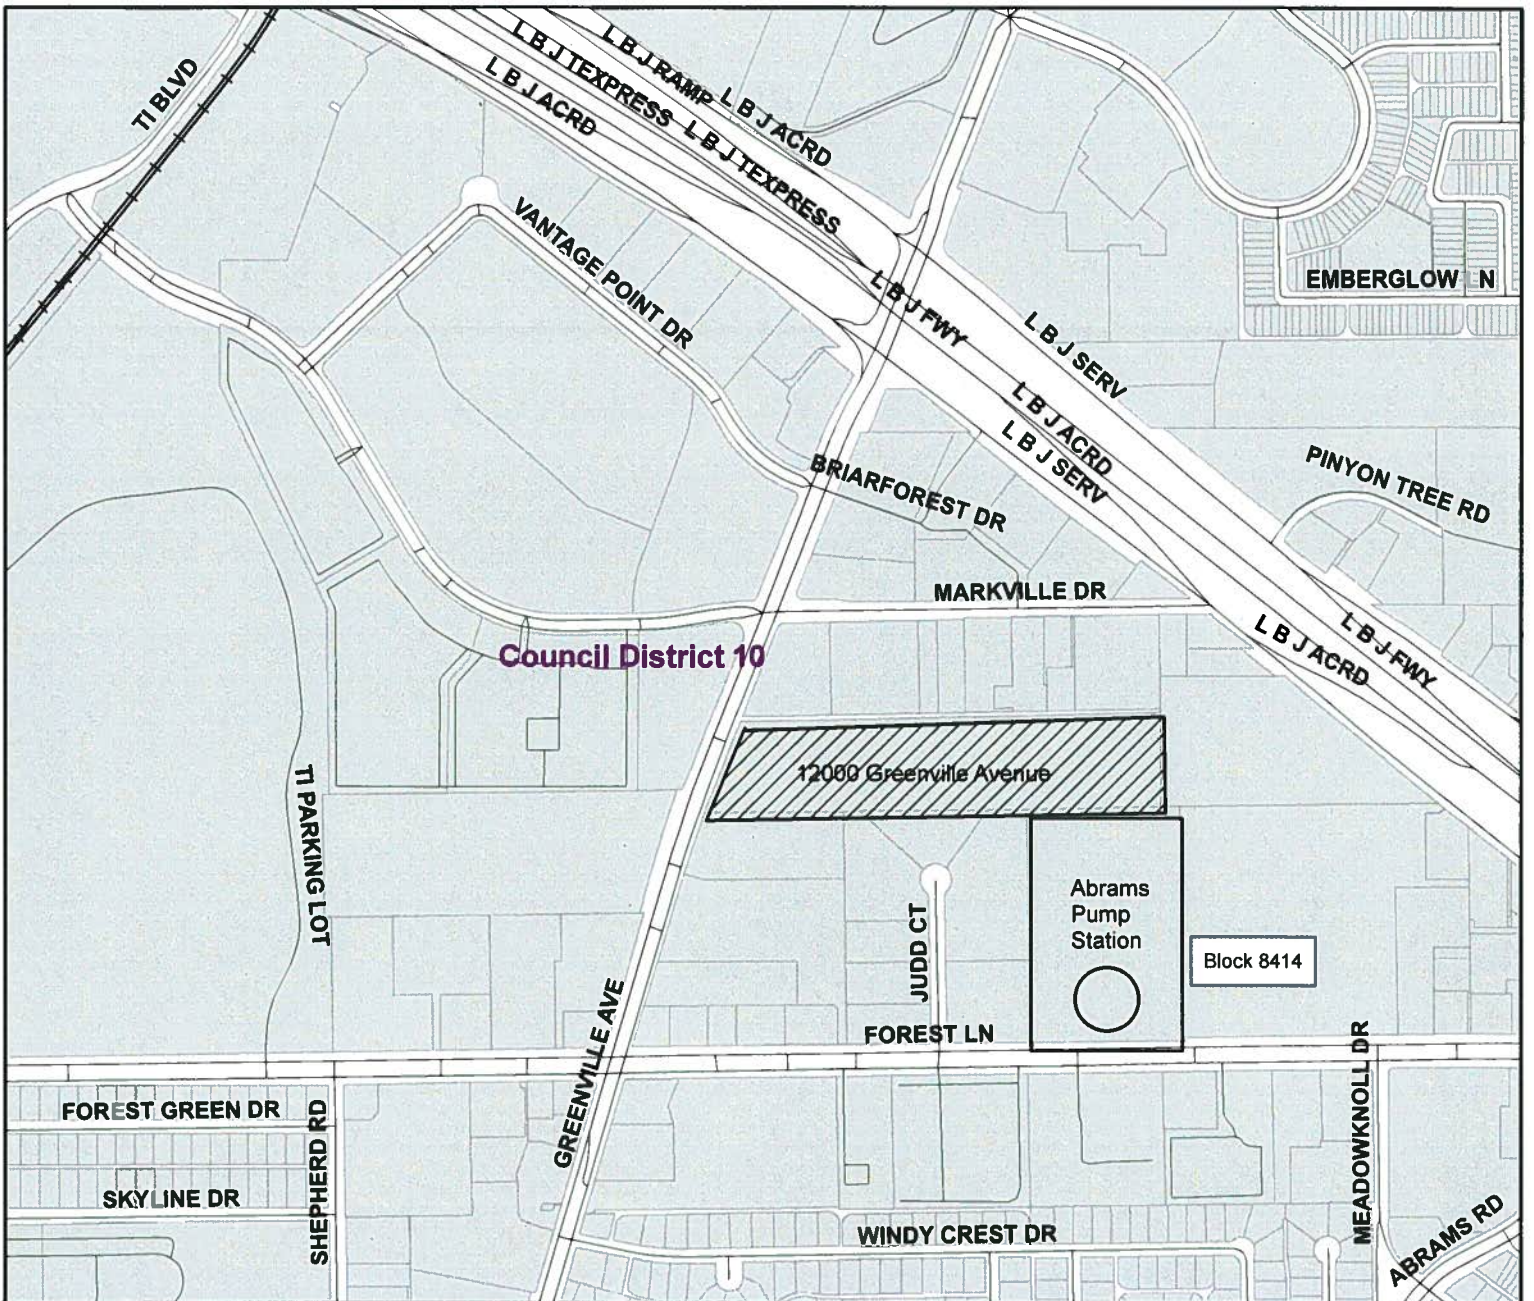 TI BLVD
L B J RAMP
L B J TEXPRESS
L B J ACRD
L B J ACRD
L B J TEXPRESS
VANTAGE POINT DR
L B J FWY
EMBERGLOW LN
L B J SERV
L B J ACRD
L B J SERV
BRIARFOREST DR
PINYON TREE RD
MARKVILLE DR
L B J FWY
L B J ACRD
Council District 10
12000 Greenville Avenue
TI PARKING LOT
Abrams
Pump
Station
JUDD CT
Block 8414
GREENVILLE AVE
FOREST LN
MEADOWKNOLL DR
FOREST GREEN DR
SHEPHERD RD
SKYLINE DR
WINDY CREST DR
ABRAMS RD